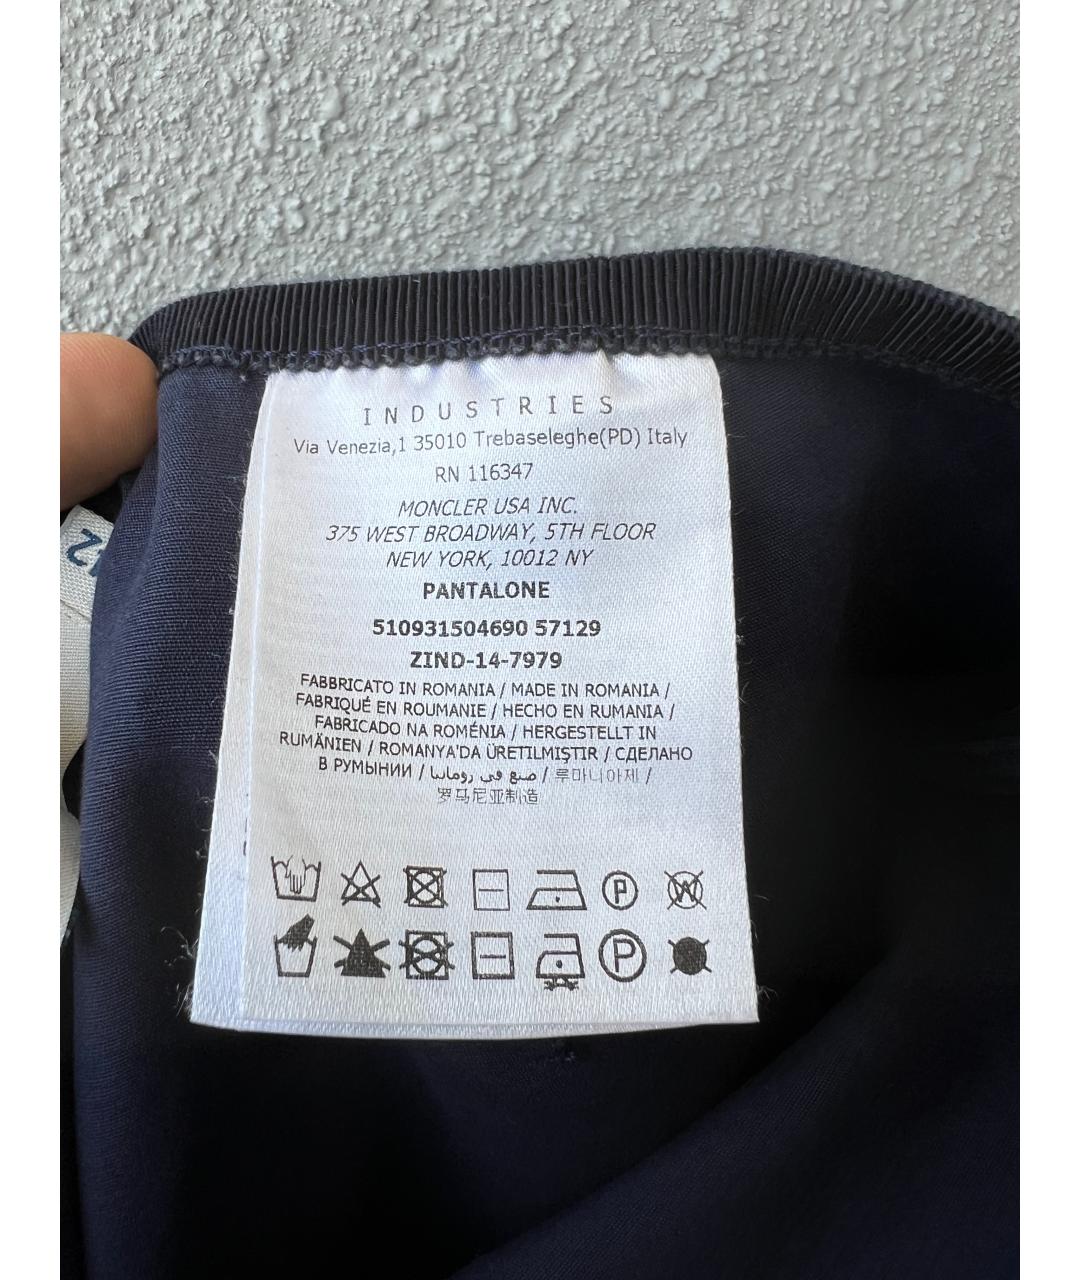 INDUSTRIES
Via Venezia,1 35010 Trebaseleghe(PD) Italy
RN 116347
MONCLER USA INC.
375 WEST BROADWAY, 5TH FLOOR
NEW YORK, 10012 NY
PANTALONE
510931504690 57129
ZIND-14-7979
FABBRICATO IN ROMANIA / MADE IN ROMANIA /
FABRIQUÉ EN ROUMANIE / HECHO EN RUMANIA /
FABRICADO NA ROMÉNIA / HERGESTELLT IN
RUMÄNIEN / ROMANYA'DA ÜRETILMIŞTIR / СДЕЛАНО
В РУМЫНИИ / صنع في رومانيا / 루마니아제 /
罗马尼亚制造
P W
P